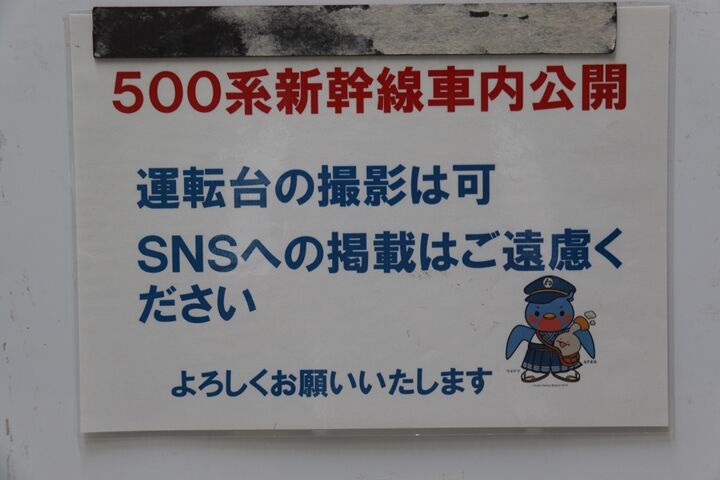 500系新幹線車内公開
運転台の撮影は可
SNSへの掲載はご遠慮く
ださい
よろしくお願いいたします